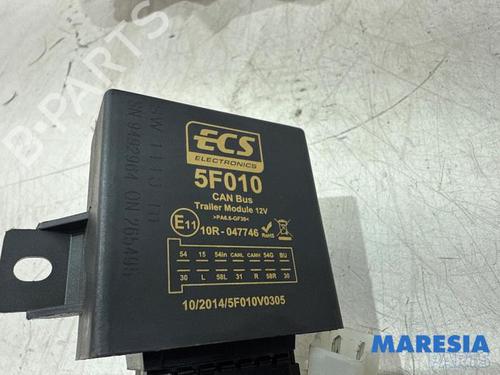 ECS
ELECTRONICS
5F010
CAN Bus
Trailer Module 12V
>PA6.6-GF35<
E11 10R-047746
54 15 54in CANL CANH 54G BU
30 L 58L 31 R 58R 30
10/2014/5F010V0305
MARESIA
PARTS